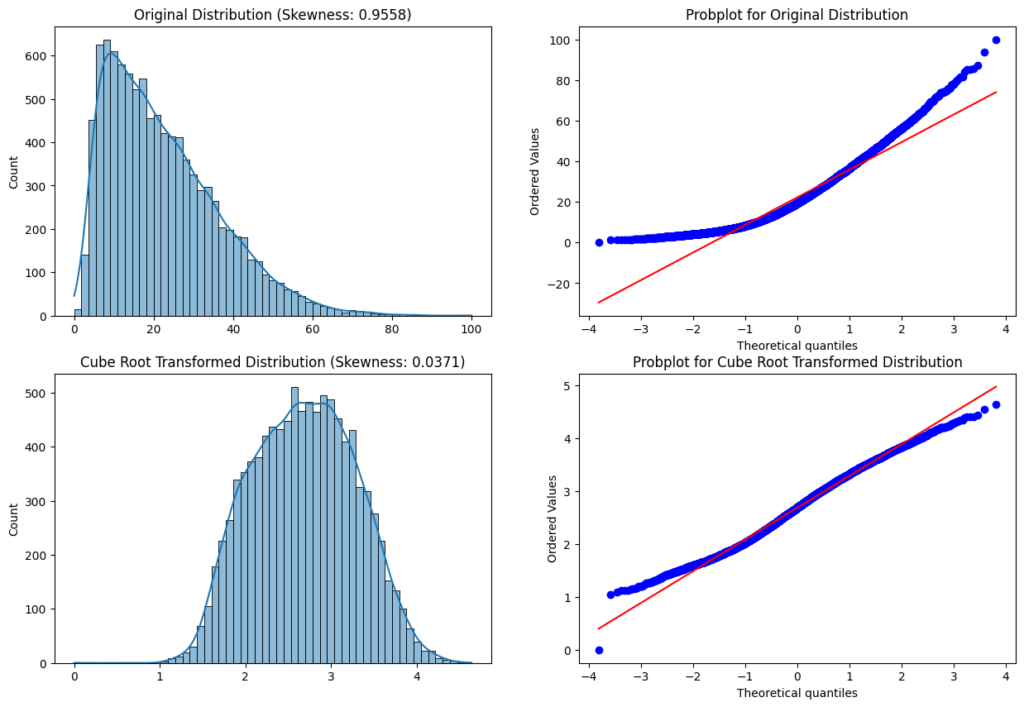 Original Distribution (Skewness: 0.9558)
Count
600
500
400
300
200
100
0
0 20 40 60 80 100
Probplot for Original Distribution
Ordered Values
100
80
60
40
20
0
−20
−4 −3 −2 −1 0 1 2 3 4
Theoretical quantiles
Cube Root Transformed Distribution (Skewness: 0.0371)
Count
500
400
300
200
100
0
0 1 2 3 4
Probplot for Cube Root Transformed Distribution
Ordered Values
5
4
3
2
1
0
−4 −3 −2 −1 0 1 2 3 4
Theoretical quantiles